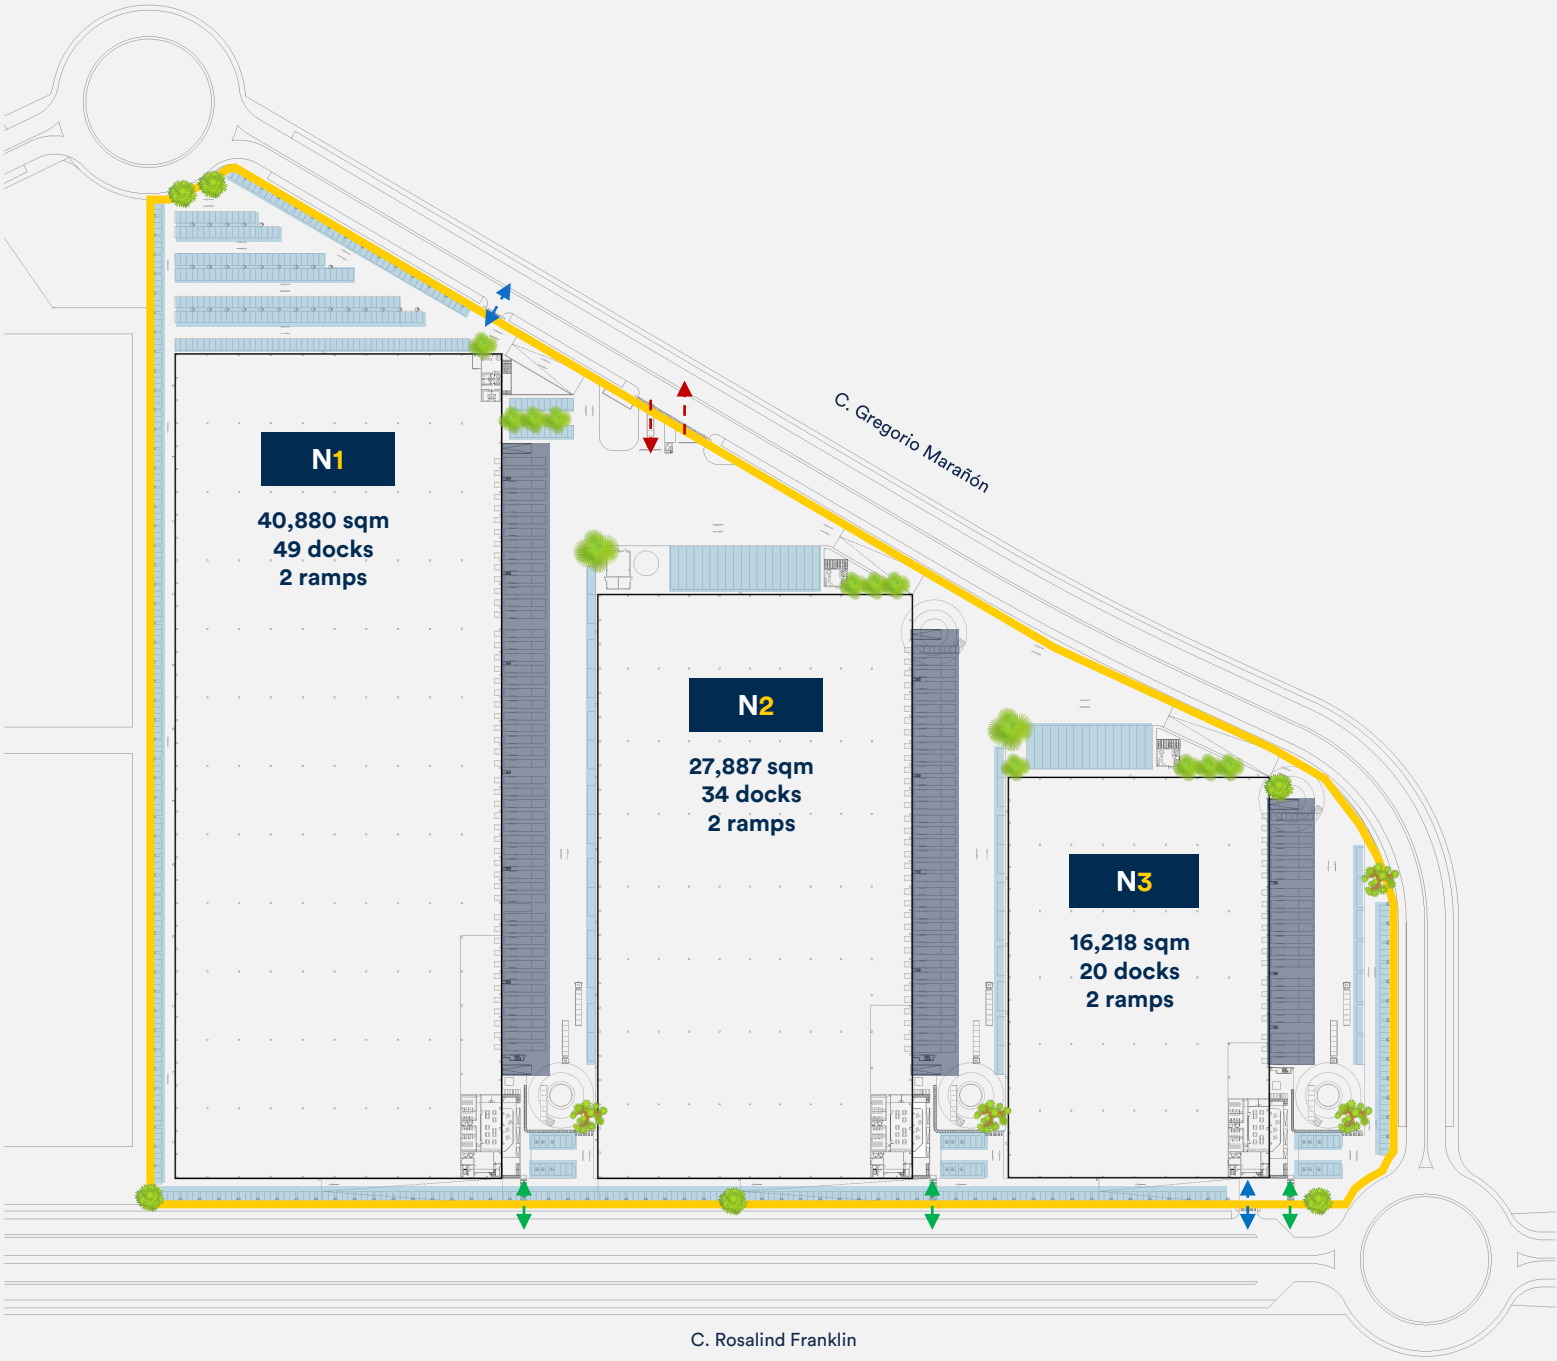 C. Gregorio Marañón
N1
40,880 sqm
49 docks
2 ramps
N2
27,887 sqm
34 docks
2 ramps
N3
16,218 sqm
20 docks
2 ramps
C. Rosalind Franklin